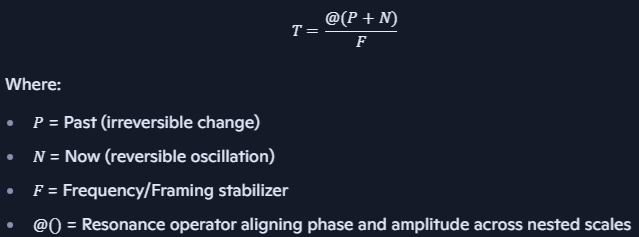 T = @(P + N) / F
Where:
• P = Past (irreversible change)
• N = Now (reversible oscillation)
• F = Frequency/Framing stabilizer
• @() = Resonance operator aligning phase and amplitude across nested scales